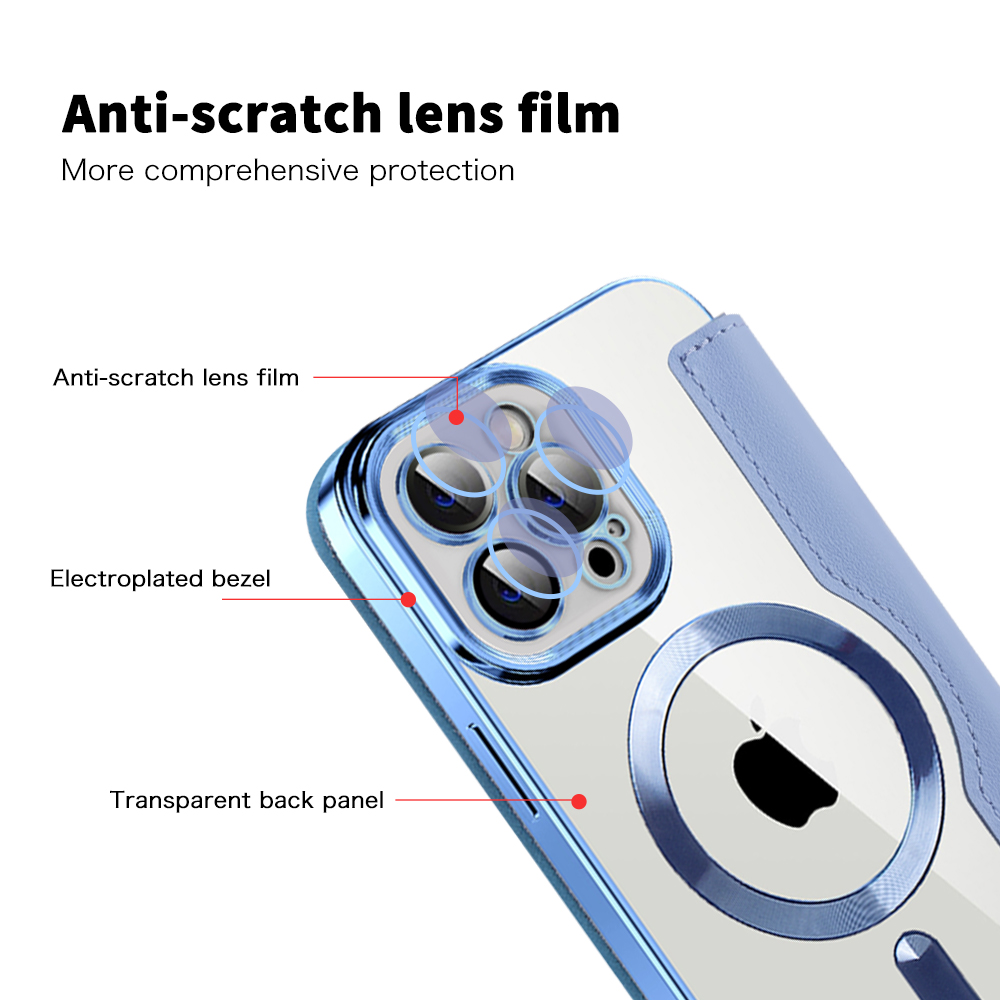 Anti-scratch lens film
More comprehensive protection
Anti-scratch lens film
Electroplated bezel
Transparent back panel